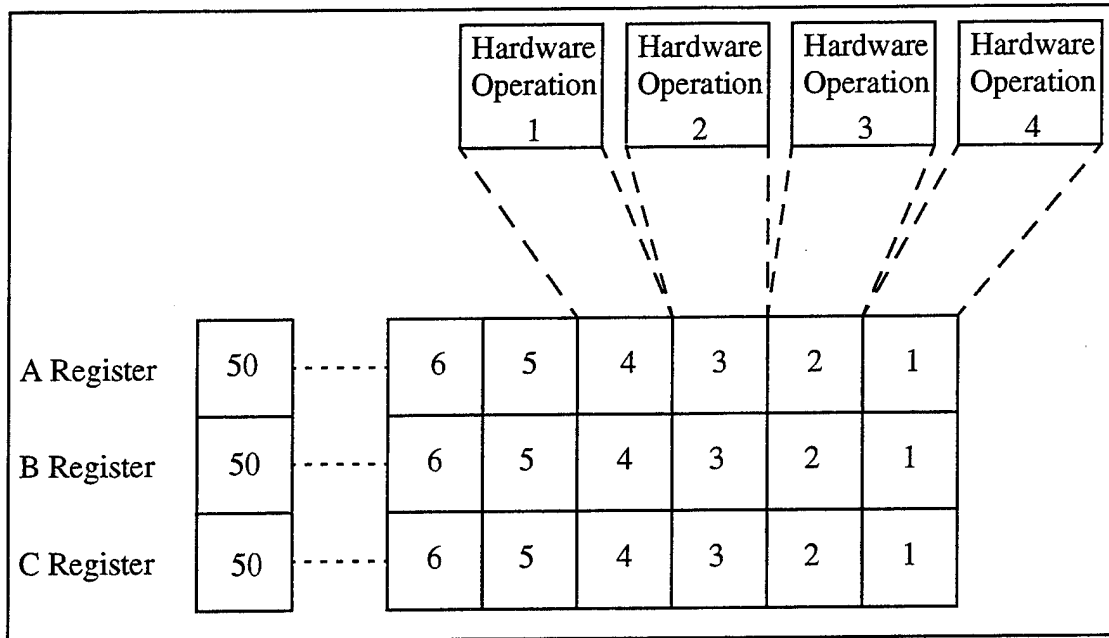 Hardware Operation 1
Hardware Operation 2
Hardware Operation 3
Hardware Operation 4
A Register 50 6 5 4 3 2 1
B Register 50 6 5 4 3 2 1
C Register 50 6 5 4 3 2 1